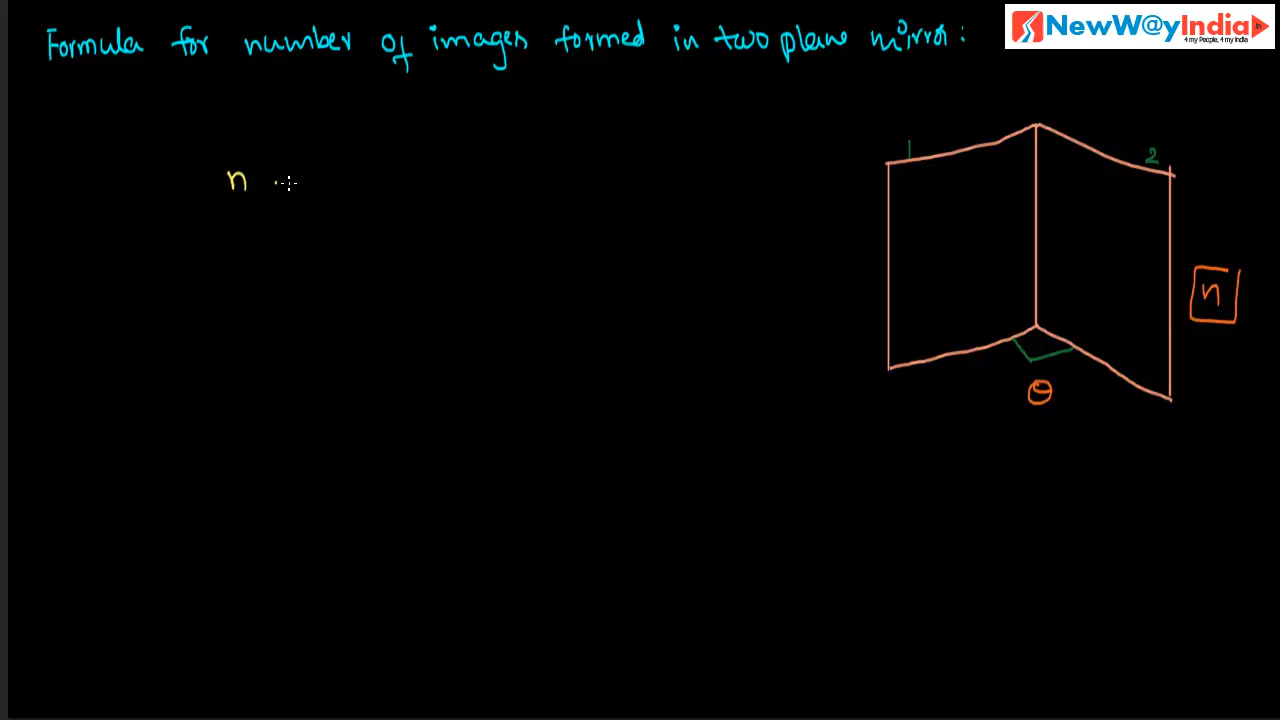 Formula for number of images formed in two plane mirror:
NewW@yIndia
4 my People, 4 my India
n
1
2
n
θ